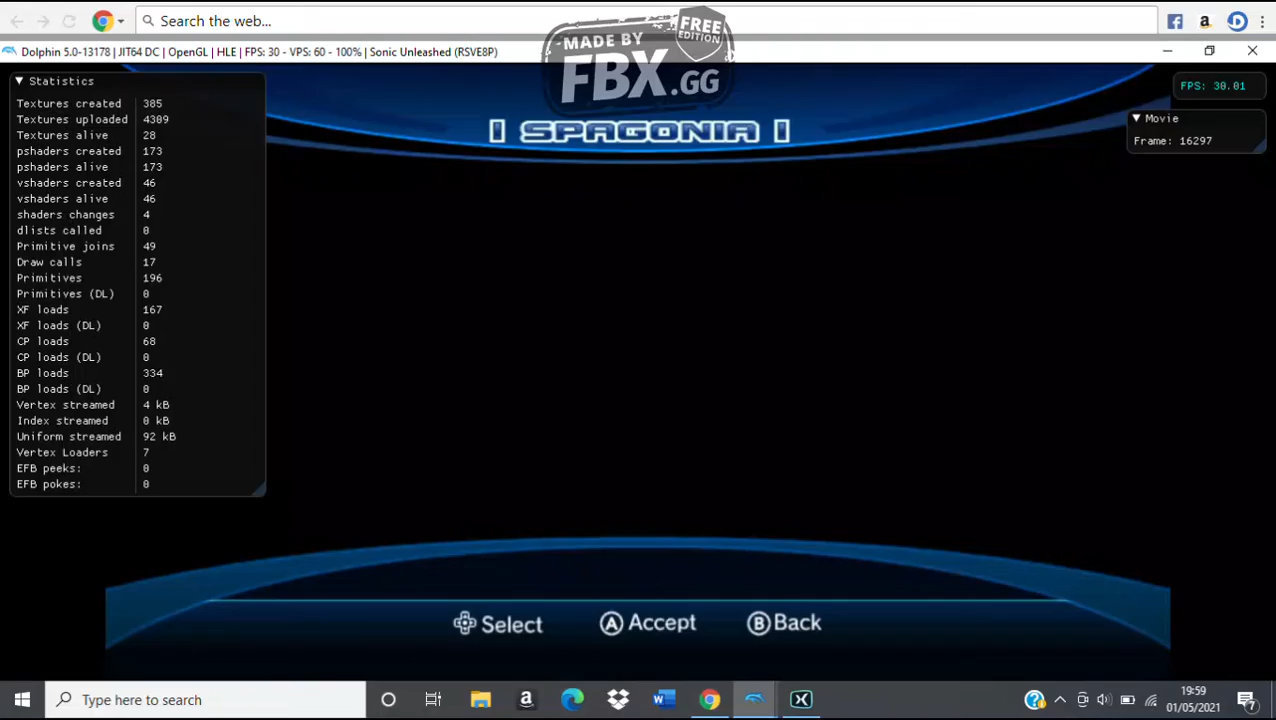 Search the web...
MADE BY
FREE
EDITION
FBX.GG
Dolphin 5.0-13178 | JIT64 DC | OpenGL | HLE | FPS: 30 - VPS: 60 - 100% | Sonic Unleashed (RSVE8P)
Statistics
Textures created 385
Textures uploaded 4389
Textures alive 28
pshaders created 173
pshaders alive 173
vshaders created 46
vshaders alive 46
shaders changes 4
dlists called 0
Primitive joins 49
Draw calls 17
Primitives 196
Primitives (DL) 0
XF loads 167
XF loads (DL) 0
CP loads 68
CP loads (DL) 0
BP loads 334
BP loads (DL) 0
Vertex streamed 4 kB
Index streamed 0 kB
Uniform streamed 92 kB
Vertex Loaders 7
EFB peeks: 0
EFB pokes: 0
SPAGONIA
FPS: 30.01
Movie
Frame: 16297
Select
A Accept
B Back
Type here to search
19:59
01/05/2021
7